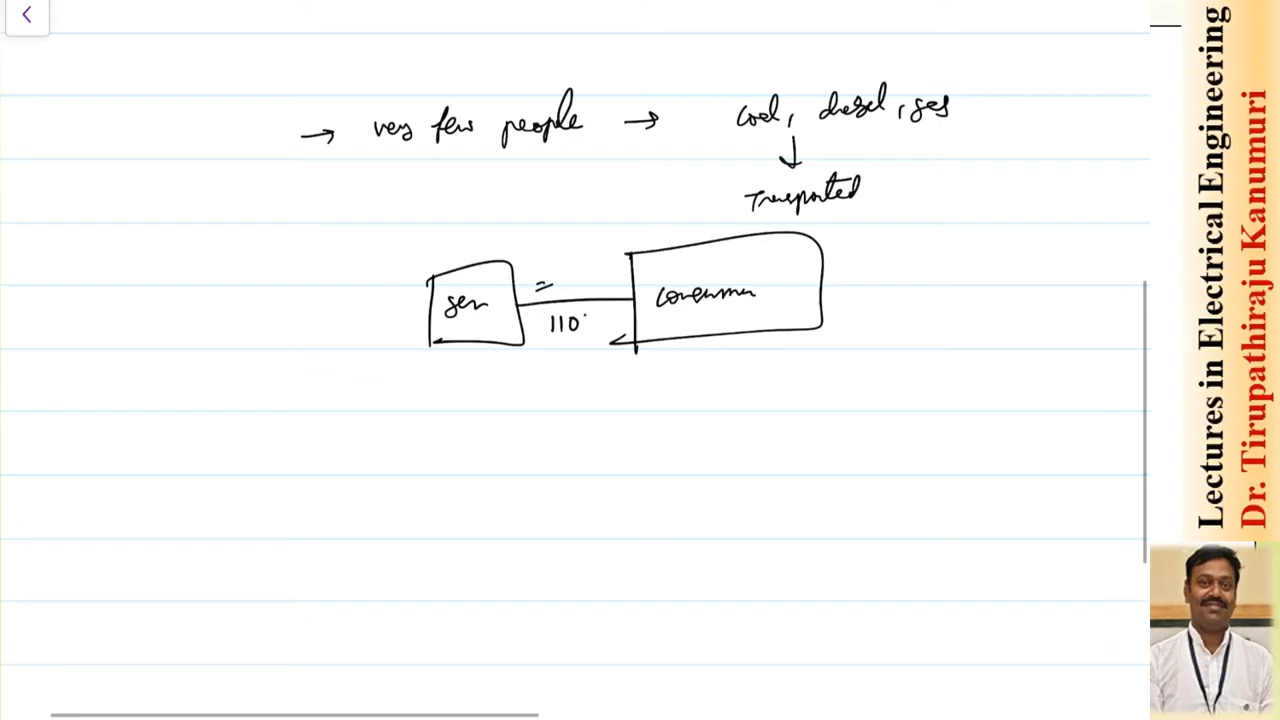 → very few people → coal, diesel, gas
↓
Transported
gen = 110 consumer
Lectures in Electrical Engineering
Dr. Tirupathiraju Kanumuri